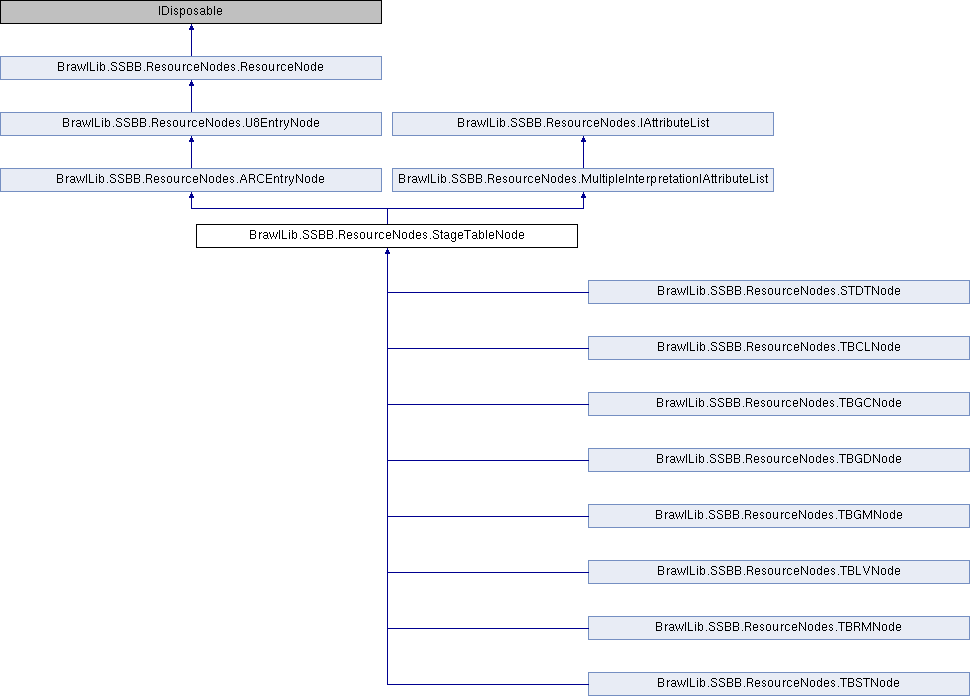 IDisposable
BrawlLib.SSBB.ResourceNodes.ResourceNode
BrawlLib.SSBB.ResourceNodes.U8EntryNode
BrawlLib.SSBB.ResourceNodes.IAttributeList
BrawlLib.SSBB.ResourceNodes.ARCEntryNode
BrawlLib.SSBB.ResourceNodes.MultipleInterpretationIAttributeList
BrawlLib.SSBB.ResourceNodes.StageTableNode
BrawlLib.SSBB.ResourceNodes.STDTNode
BrawlLib.SSBB.ResourceNodes.TBCLNode
BrawlLib.SSBB.ResourceNodes.TBGCNode
BrawlLib.SSBB.ResourceNodes.TBGDNode
BrawlLib.SSBB.ResourceNodes.TBGMNode
BrawlLib.SSBB.ResourceNodes.TBLVNode
BrawlLib.SSBB.ResourceNodes.TBRMNode
BrawlLib.SSBB.ResourceNodes.TBSTNode